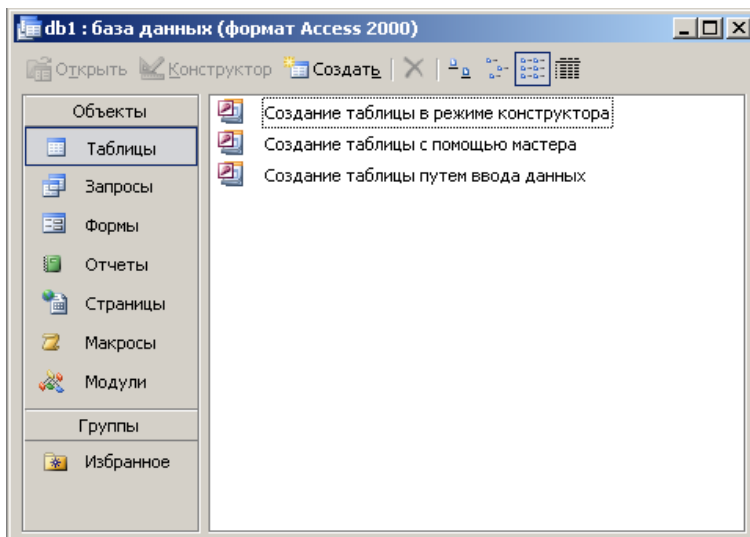 db1 : база данных (формат Access 2000)
Открыть Конструктор Создать
Объекты
Таблицы
Запросы
Формы
Отчеты
Страницы
Макросы
Модули
Группы
Избранное
Создание таблицы в режиме конструктора
Создание таблицы с помощью мастера
Создание таблицы путем ввода данных